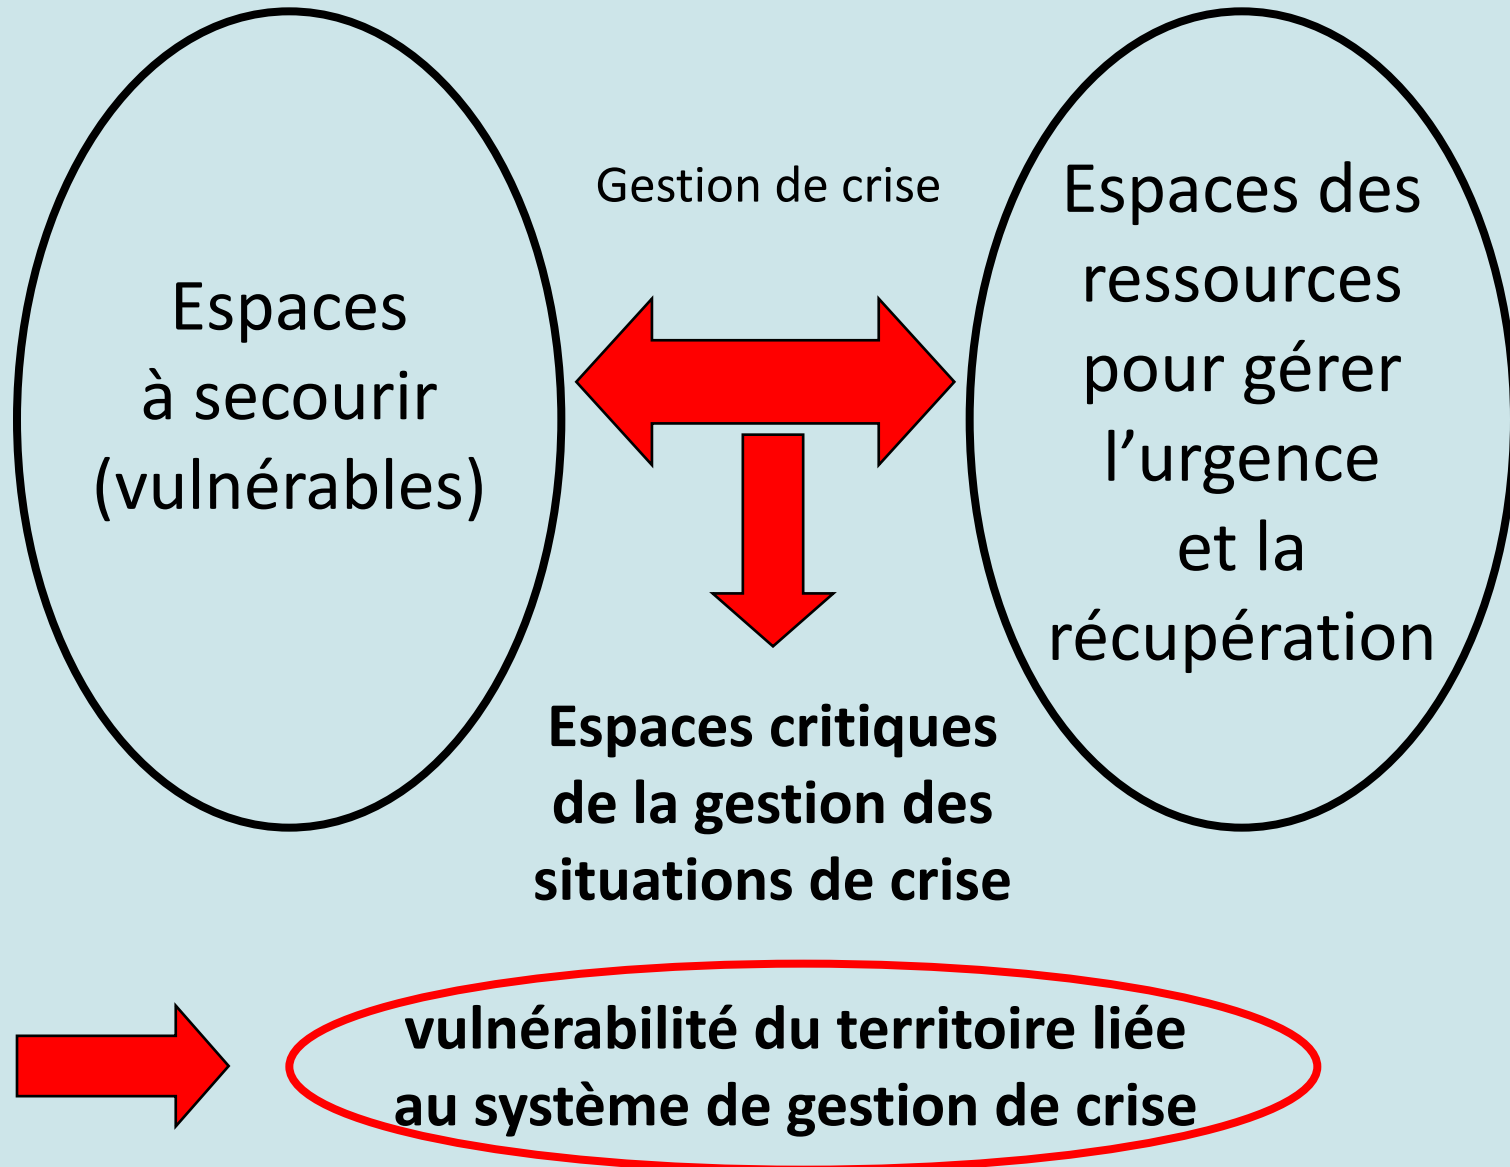 Espaces
à secourir
(vulnérables)
Gestion de crise
Espaces des
ressources
pour gérer
l’urgence
et la
récupération
Espaces critiques
de la gestion des
situations de crise
vulnérabilité du territoire liée
au système de gestion de crise